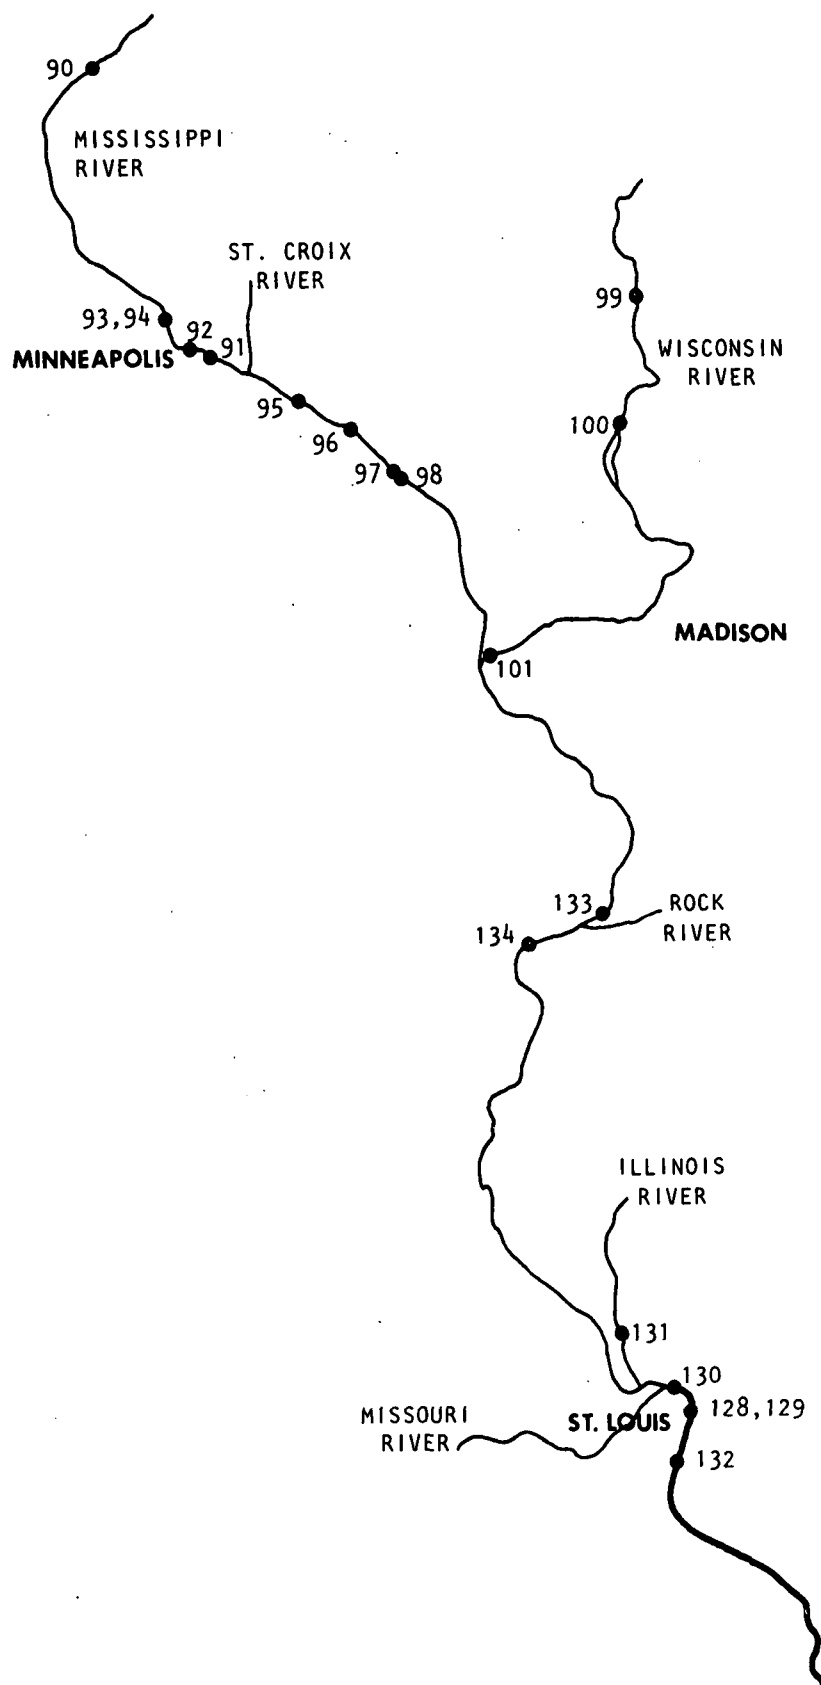 90
MISSISSIPPI
RIVER
ST. CROIX
RIVER
99
93,94
92
91
MINNEAPOLIS
WISCONSIN
RIVER
95
100
96
97
98
MADISON
101
133
ROCK
RIVER
134
ILLINOIS
RIVER
131
130
128,129
MISSOURI
RIVER
ST. LOUIS
132